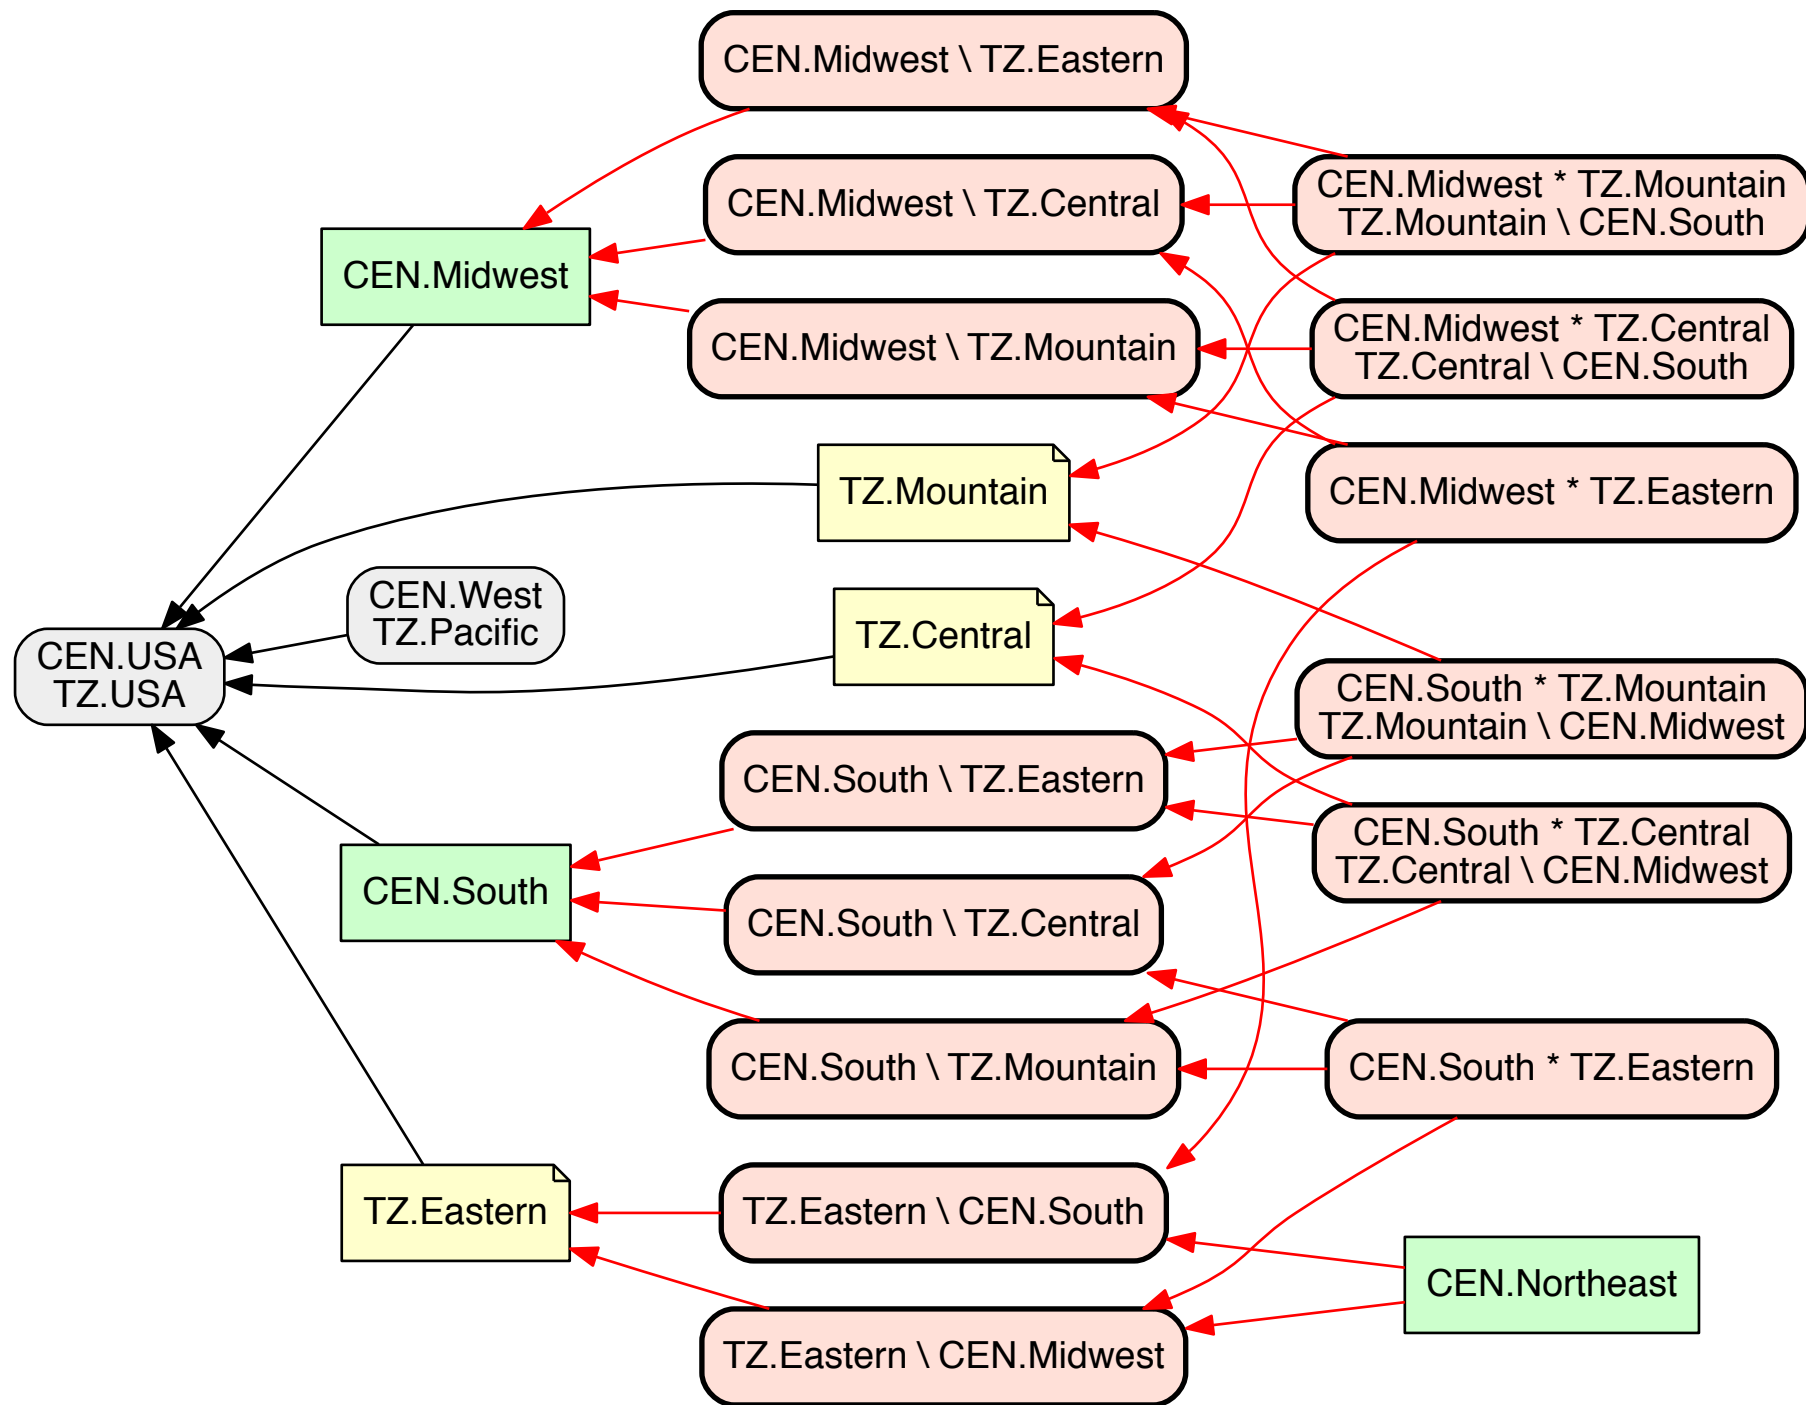 CEN.Midwest \ TZ.Eastern
CEN.Midwest \ TZ.Central
CEN.Midwest * TZ.Mountain
TZ.Mountain \ CEN.South
CEN.Midwest
CEN.Midwest \ TZ.Mountain
CEN.Midwest * TZ.Central
TZ.Central \ CEN.South
TZ.Mountain
CEN.Midwest * TZ.Eastern
CEN.West
TZ.Pacific
TZ.Central
CEN.USA
TZ.USA
CEN.South * TZ.Mountain
TZ.Mountain \ CEN.Midwest
CEN.South \ TZ.Eastern
CEN.South * TZ.Central
TZ.Central \ CEN.Midwest
CEN.South
CEN.South \ TZ.Central
CEN.South \ TZ.Mountain
CEN.South * TZ.Eastern
TZ.Eastern
TZ.Eastern \ CEN.South
CEN.Northeast
TZ.Eastern \ CEN.Midwest